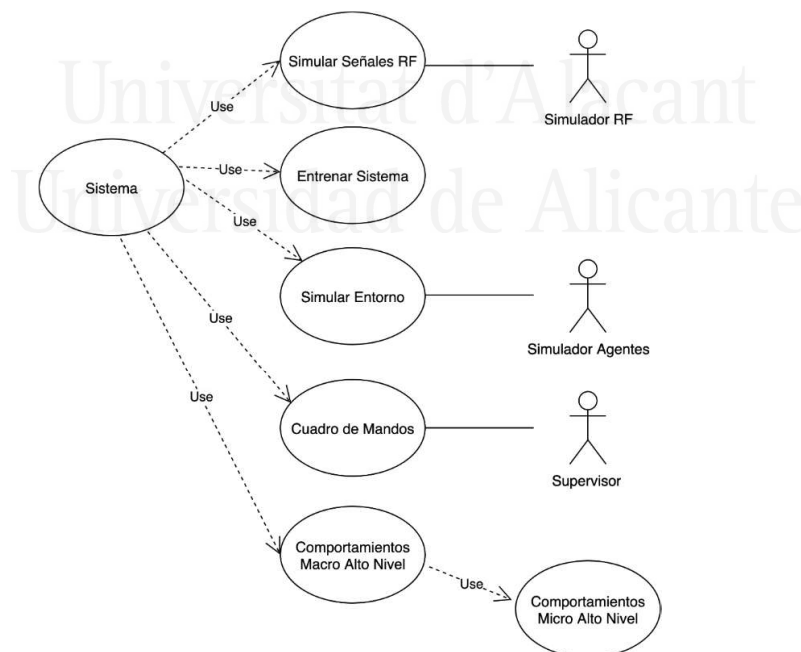 Simular Señales RF
Simulador RF
Use
Universitat d'Alacant
Sistema
Use
Entrenar Sistema
Universidad de Alicante
Use
Simular Entorno
Simulador Agentes
Use
Cuadro de Mandos
Supervisor
Use
Comportamientos
Macro Alto Nivel
Use
Comportamientos
Micro Alto Nivel